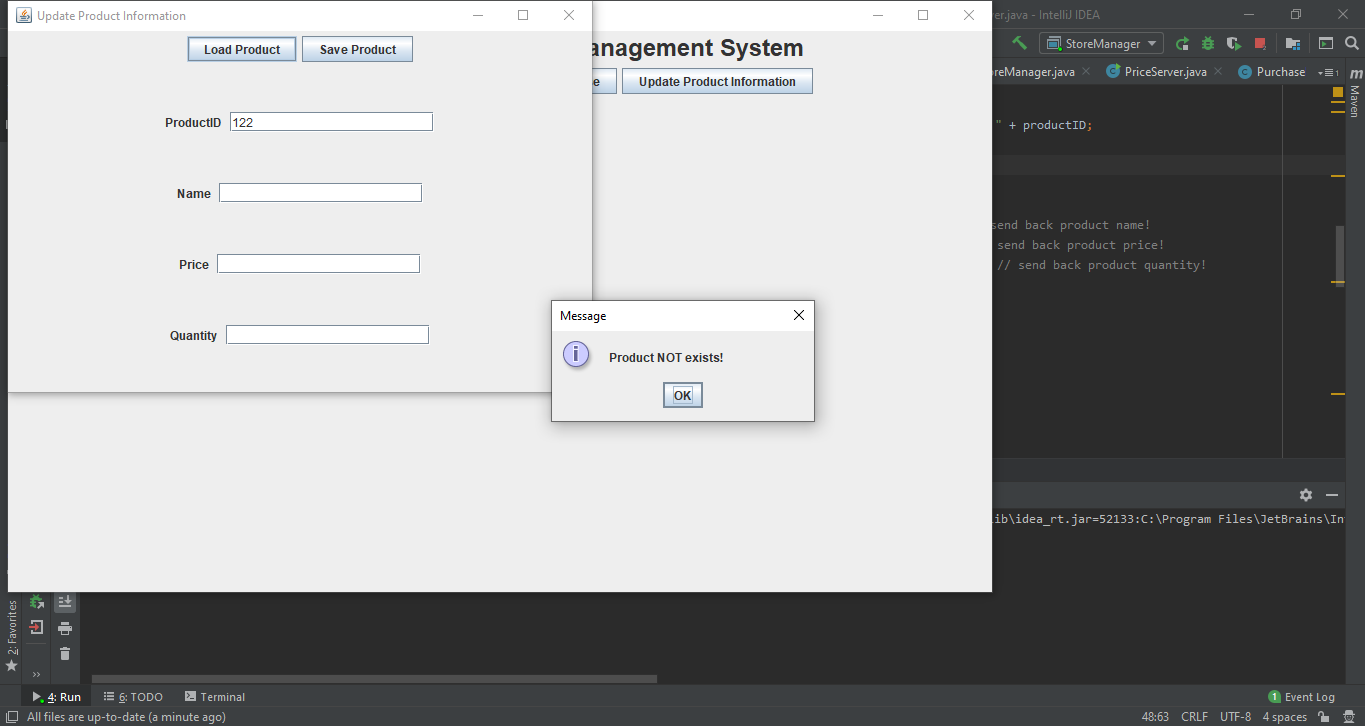 Update Product Information
Load Product
Save Product
ProductID
122
Name
Price
Quantity
anagement System
e
Update Product Information
Message
Product NOT exists!
OK
er.java - IntelliJ IDEA
StoreManager
oreManager.java
PriceServer.java
Purchase
1
m
Maven
" + productID;
send back product name!
send back product price!
// send back product quantity!
ib\idea_rt.jar=52133:C:\Program Files\JetBrains\In
2: Favorites
4: Run
6: TODO
Terminal
1 Event Log
All files are up-to-date (a minute ago)
48:63
CRLF
UTF-8
4 spaces